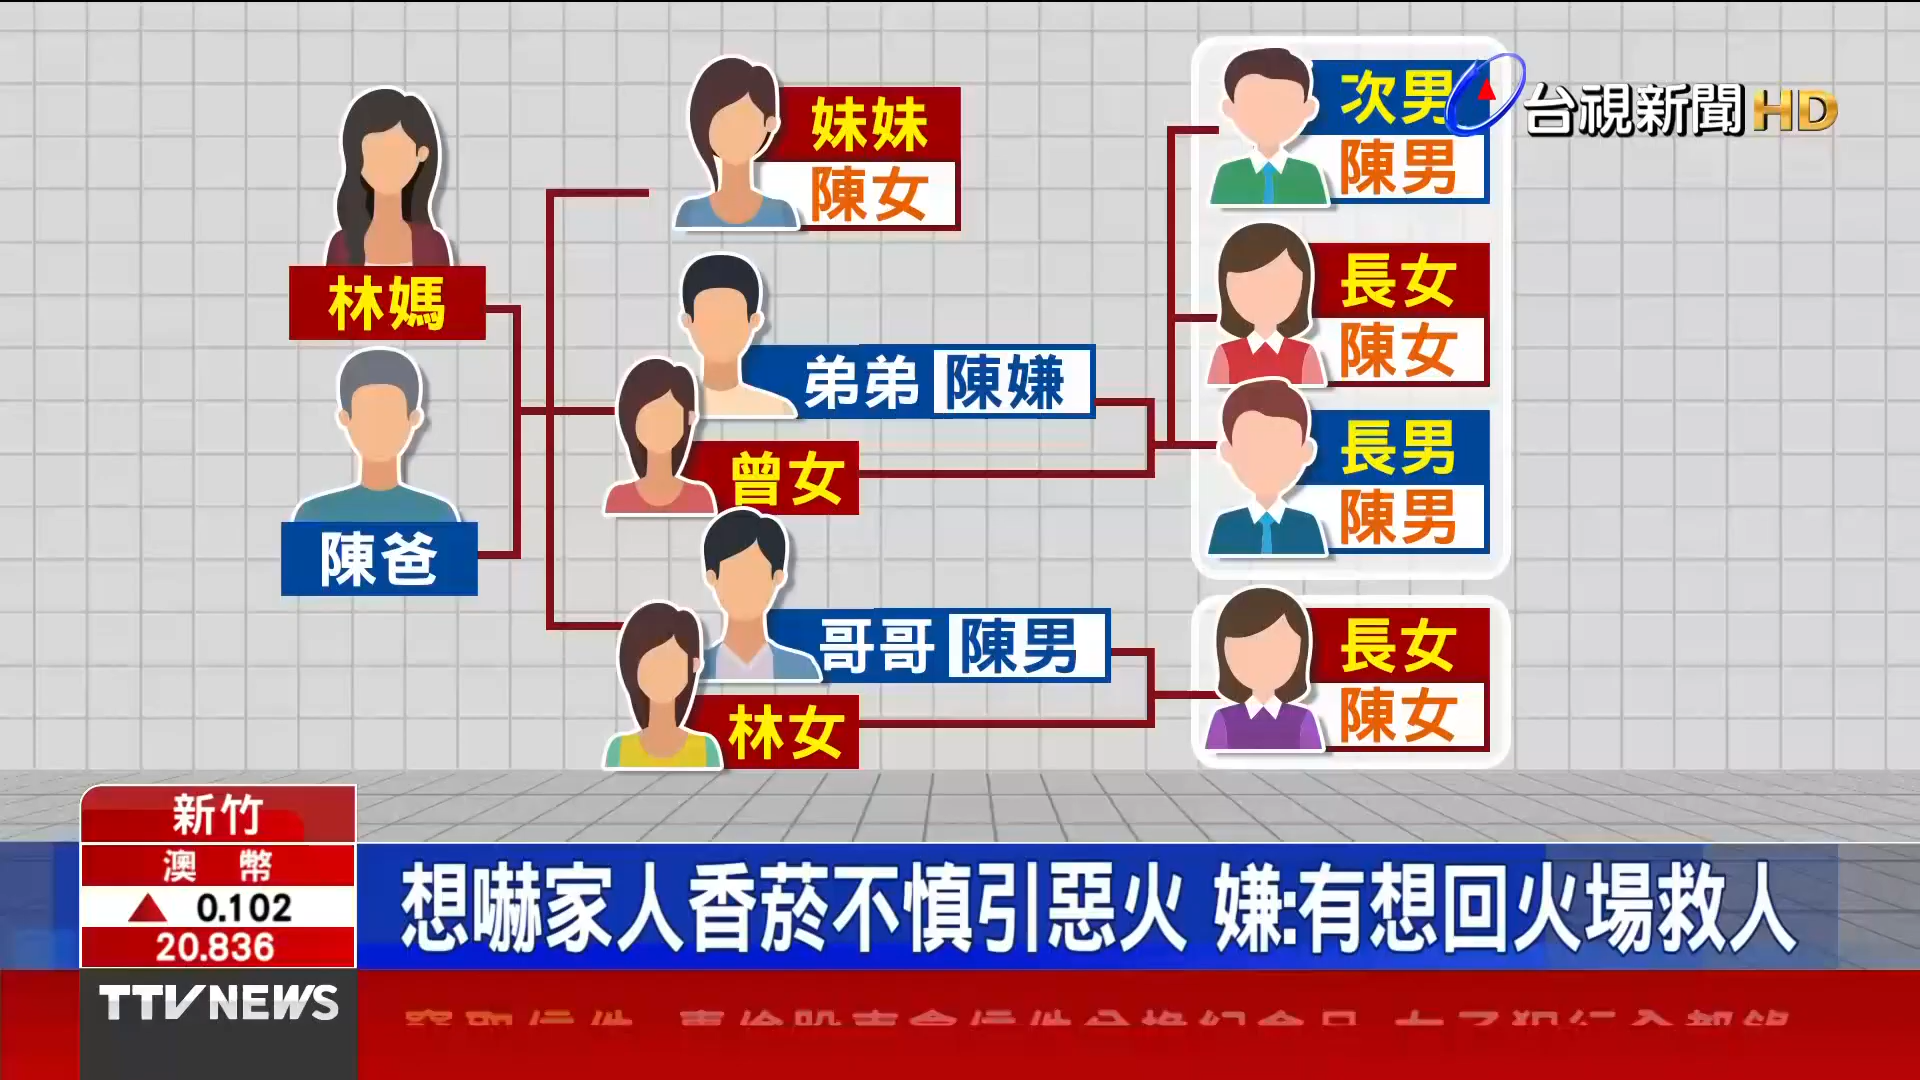 台視新聞HD
林媽
陳爸
妹妹
陳女
弟弟 陳嫌
曾女
哥哥 陳男
林女
次男
陳男
長女
陳女
長男
陳男
長女
陳女
新竹
澳幣
0.102
20.836
想嚇家人香菸不慎引惡火 嫌:有想回火場救人
TTV NEWS